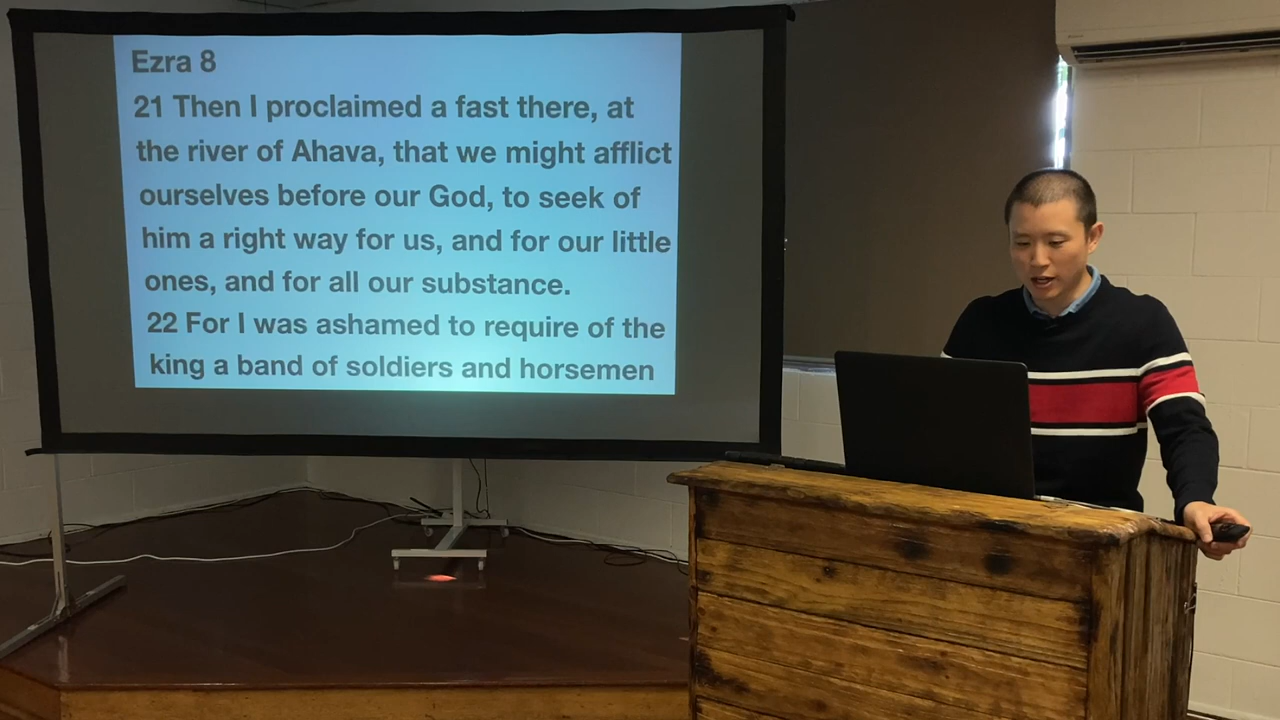 Ezra 8
21 Then I proclaimed a fast there, at
the river of Ahava, that we might afflict
ourselves before our God, to seek of
him a right way for us, and for our little
ones, and for all our substance.
22 For I was ashamed to require of the
king a band of soldiers and horsemen